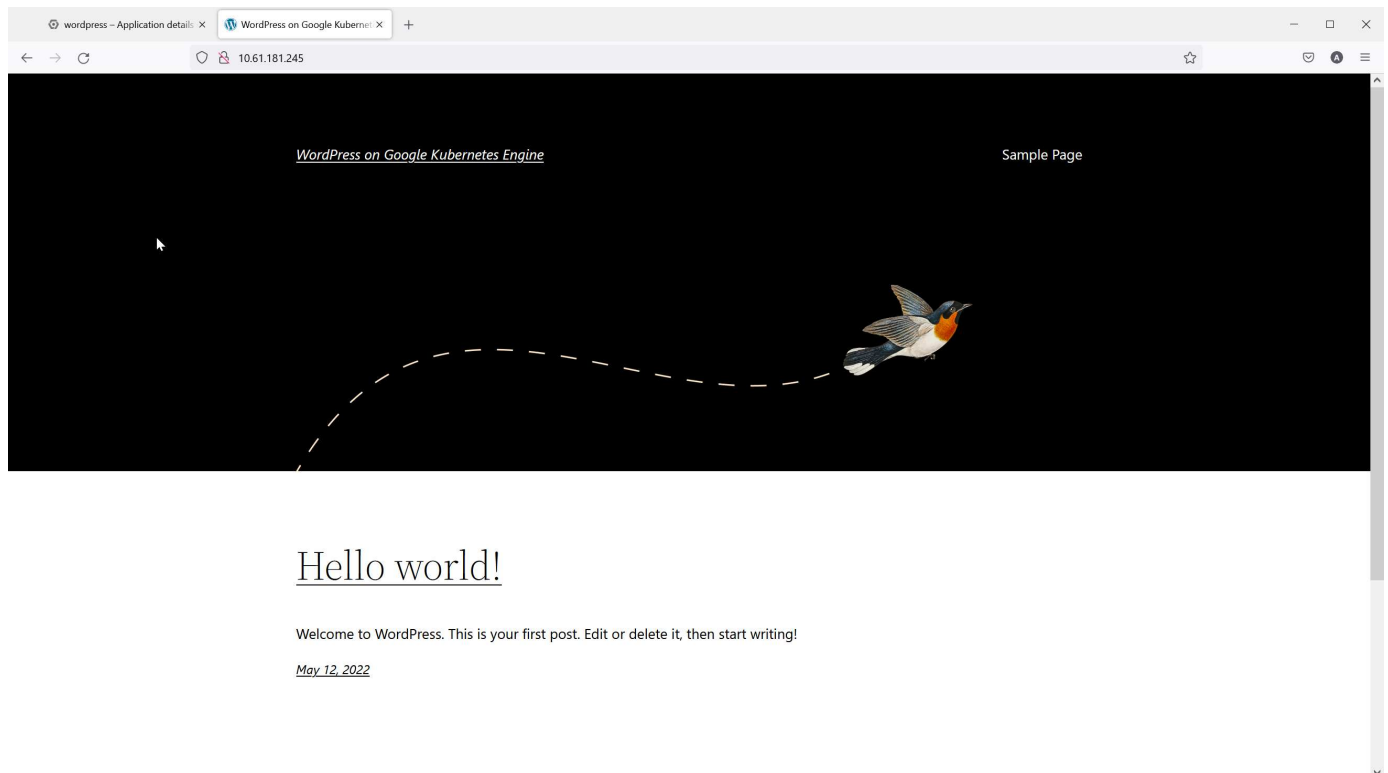 wordpress – Application details
WordPress on Google Kubernet
10.61.181.245
A
WordPress on Google Kubernetes Engine
Sample Page
Hello world!
Welcome to WordPress. This is your first post. Edit or delete it, then start writing!
May 12, 2022